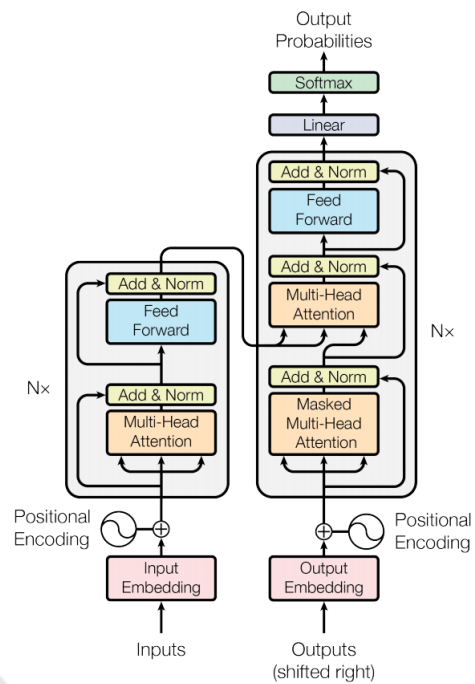 Output
Probabilities
Softmax
Linear
Add & Norm
Feed
Forward
Add & Norm
Multi-Head
Attention
Nx
Add & Norm
Masked
Multi-Head
Attention
Positional
Encoding
Output
Embedding
Outputs
(shifted right)
Add & Norm
Feed
Forward
Nx
Add & Norm
Multi-Head
Attention
Positional
Encoding
Input
Embedding
Inputs